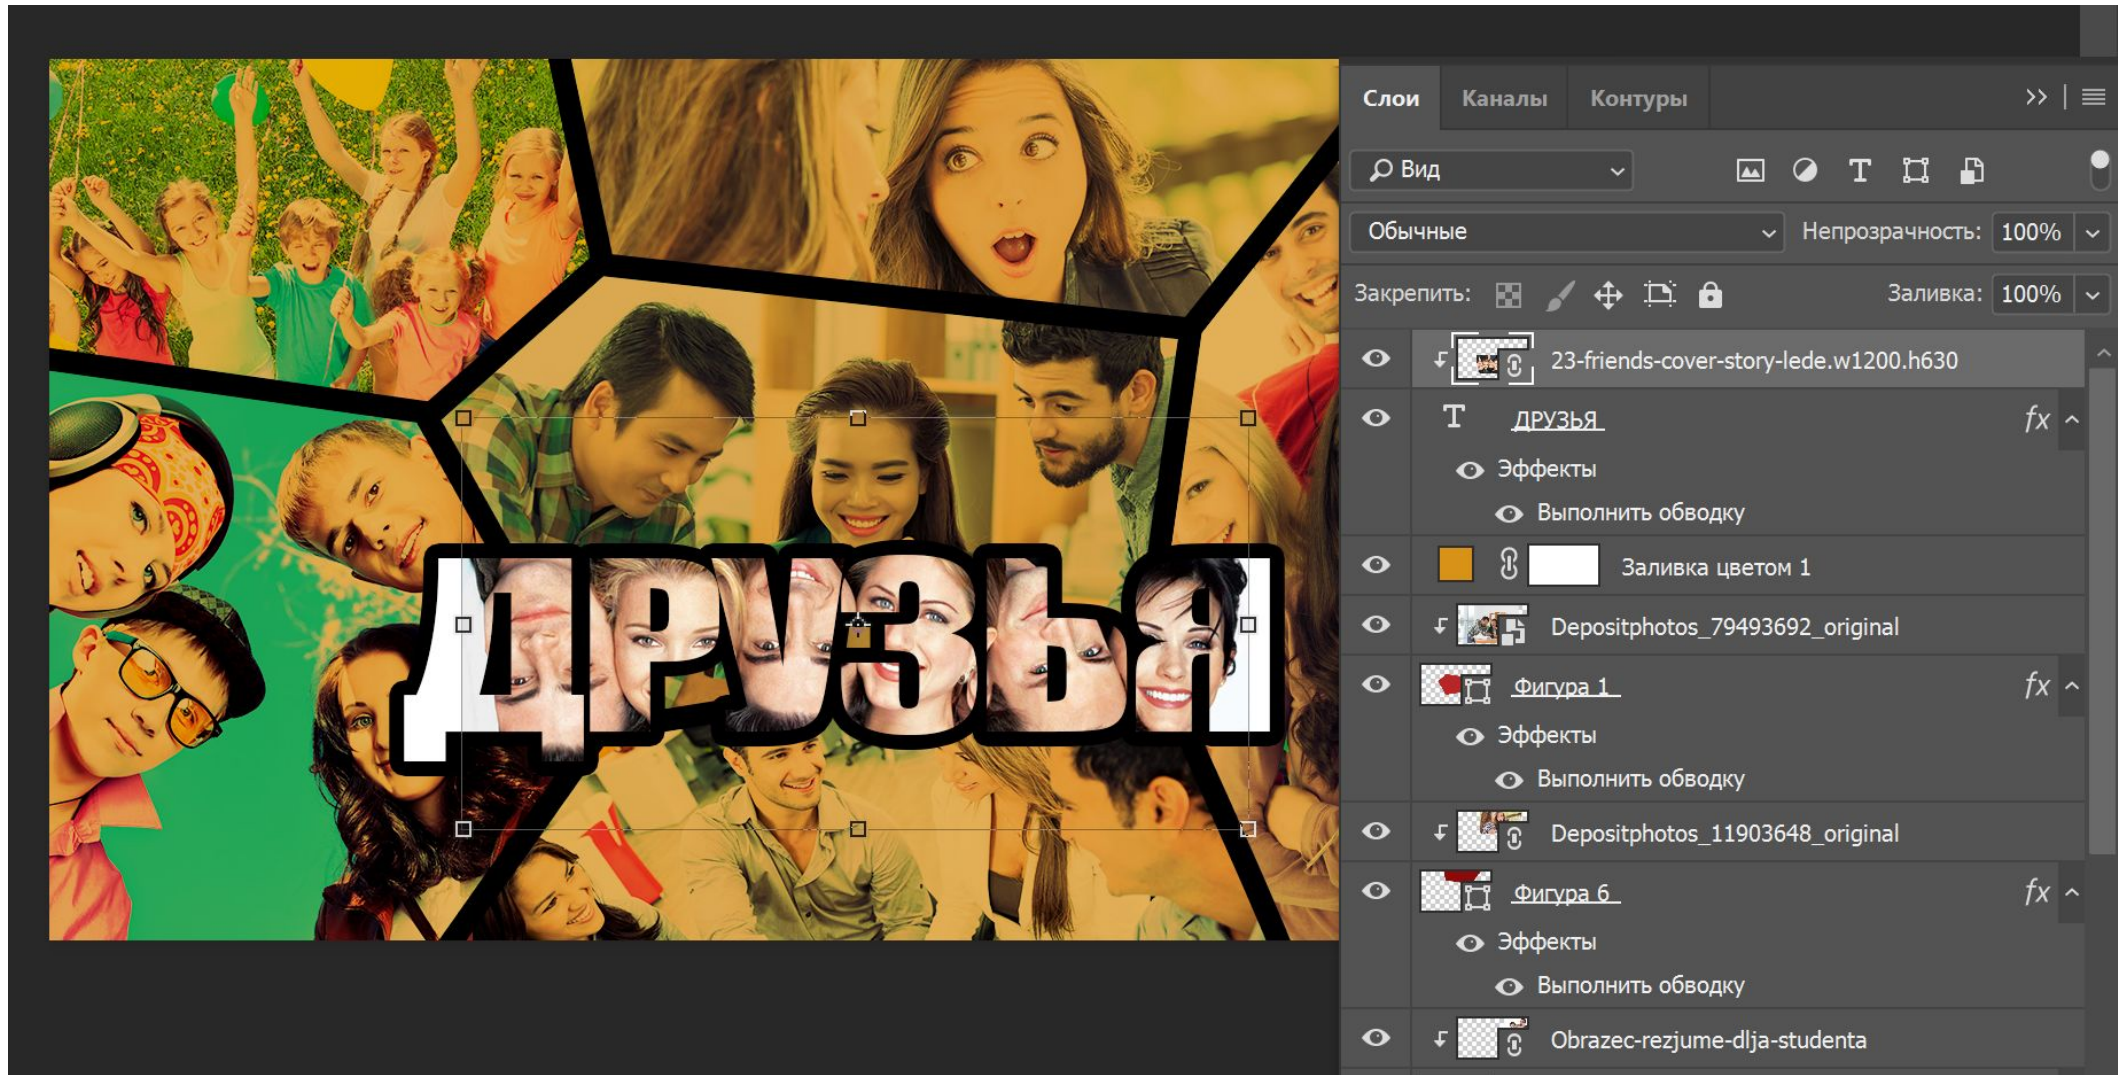 ДРУЗЬЯ
Слои Каналы Контуры
Вид
Обычные Непрозрачность: 100%
Закрепить: Заливка: 100%
23-friends-cover-story-lede.w1200.h630
T ДРУЗЬЯ fx
Эффекты
Выполнить обводку
Заливка цветом 1
Depositphotos_79493692_original
Фигура 1 fx
Эффекты
Выполнить обводку
Depositphotos_11903648_original
Фигура 6 fx
Эффекты
Выполнить обводку
Obrazec-rezjume-dlja-studenta